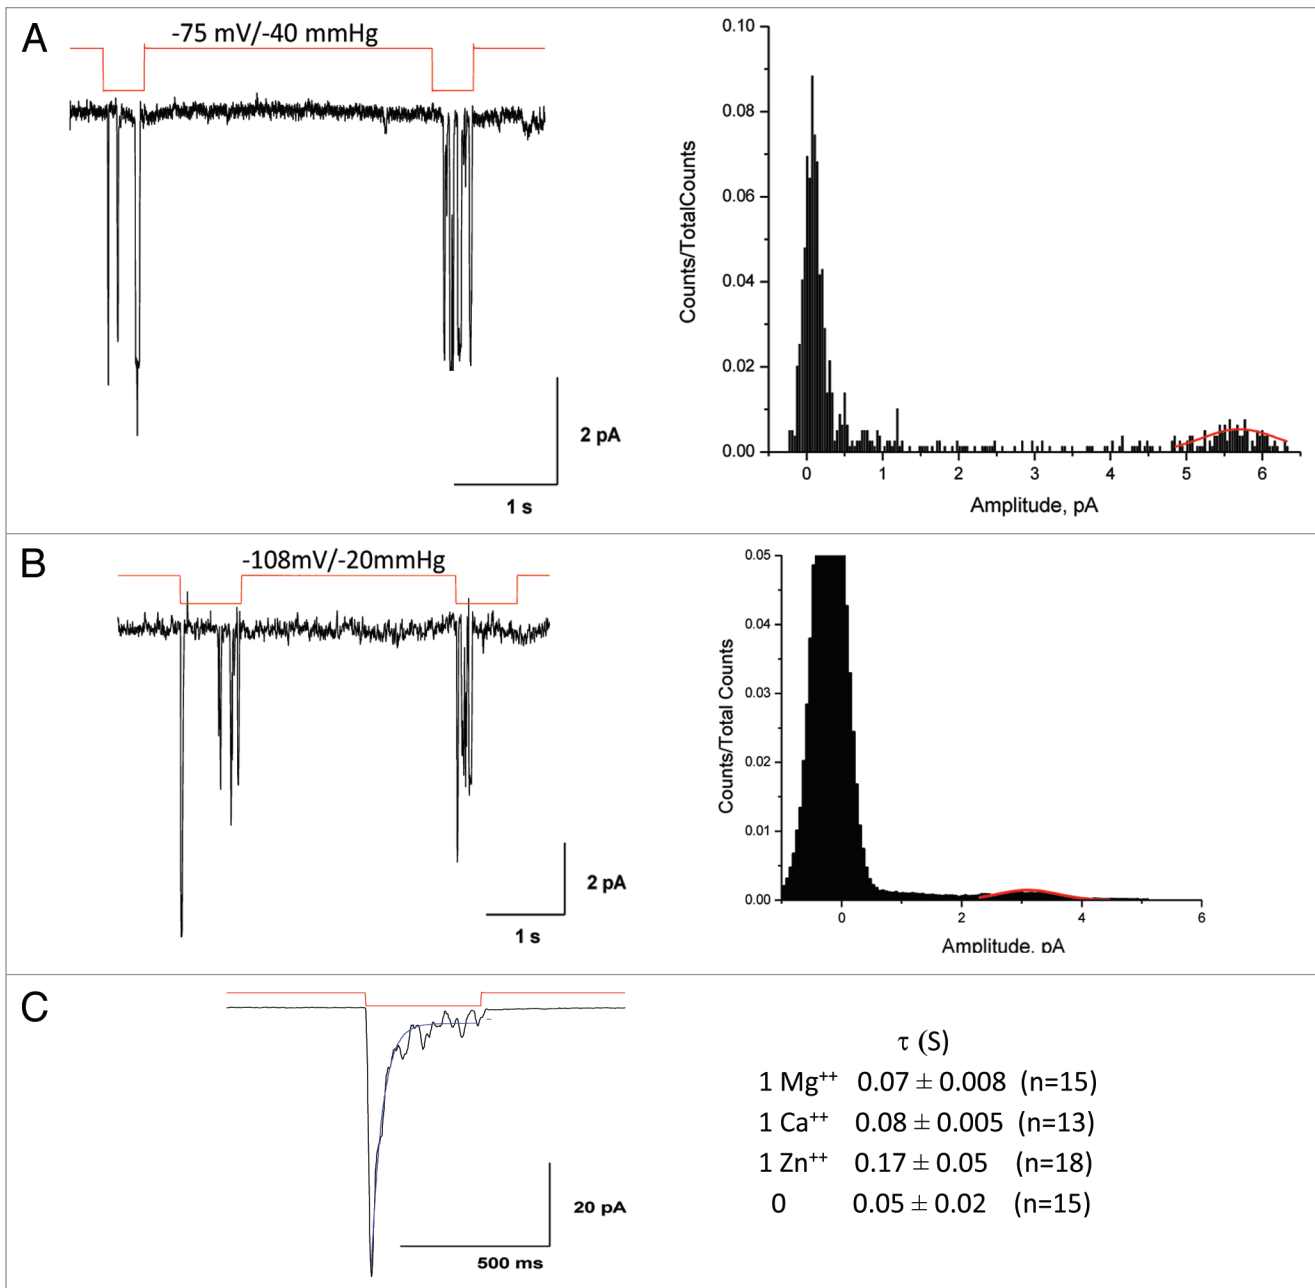 A
-75 mV/-40 mmHg
2 pA
1 s
0.10
0.08
0.06
0.04
0.02
0.00
Counts/TotalCounts
0 1 2 3 4 5 6
Amplitude, pA
B
-108mV/-20mmHg
2 pA
1 s
0.05
0.04
0.03
0.02
0.01
0.00
Counts/Total Counts
0 2 4 6
Amplitude, pA
C
20 pA
500 ms
τ (S)
1 Mg⁺⁺ 0.07 ± 0.008 (n=15)
1 Ca⁺⁺ 0.08 ± 0.005 (n=13)
1 Zn⁺⁺ 0.17 ± 0.05 (n=18)
0 0.05 ± 0.02 (n=15)